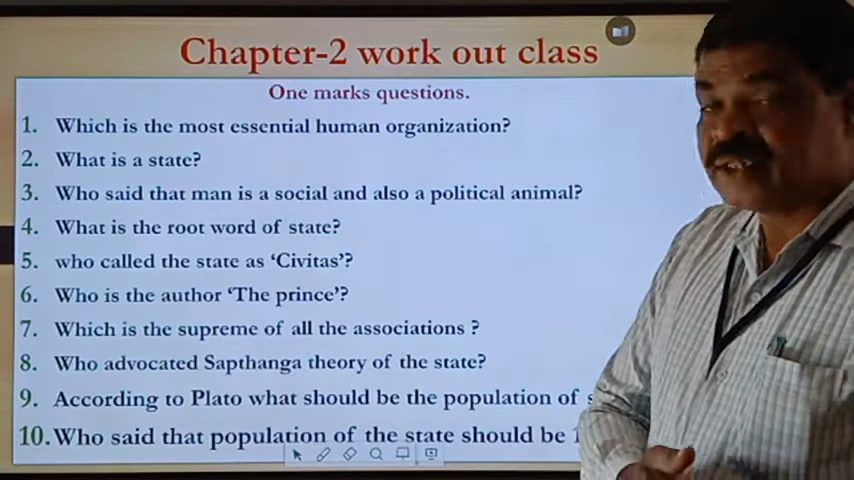 Chapter-2 work out class
One marks questions.
1. Which is the most essential human organization?
2. What is a state?
3. Who said that man is a social and also a political animal?
4. What is the root word of state?
5. who called the state as ‘Civitas’?
6. Who is the author ‘The prince’?
7. Which is the supreme of all the associations ?
8. Who advocated Sapthanga theory of the state?
9. According to Plato what should be the population of
10. Who said that population of the state should be